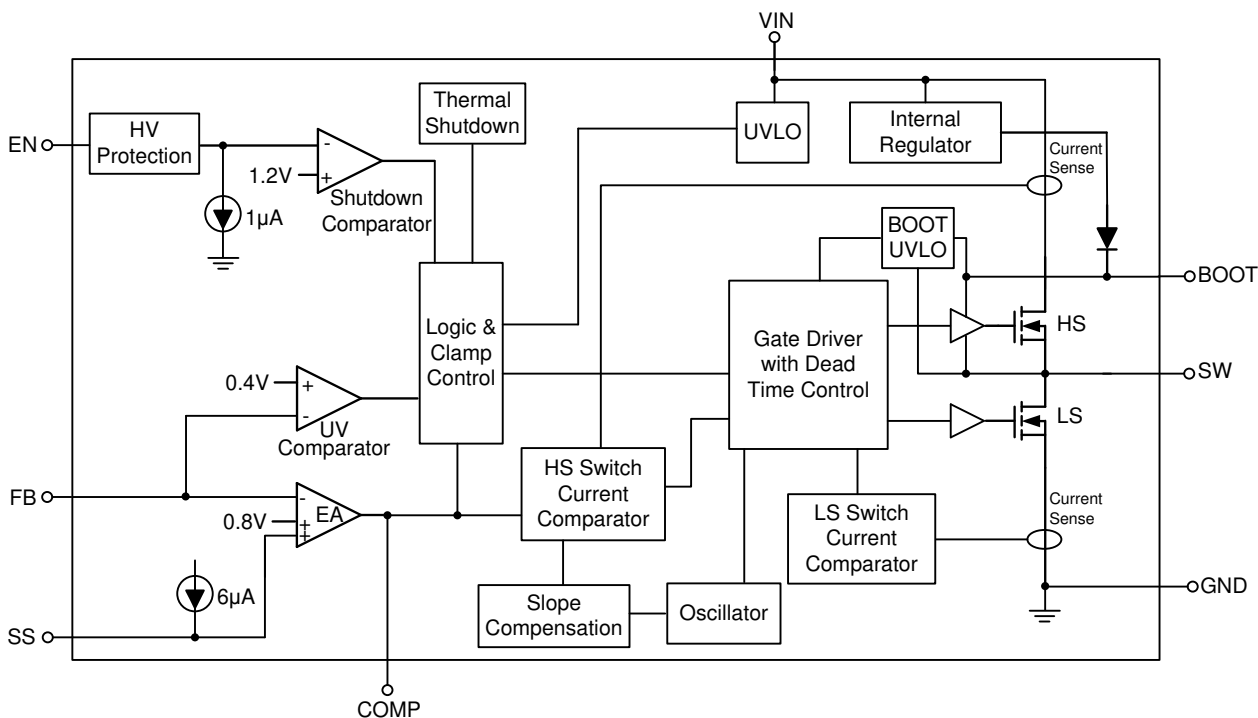 VIN
Thermal
Shutdown
HV
Protection
EN
UVLO
Internal
Regulator
Current
Sense
-
1.2V
+
Shutdown
Comparator
1µA
BOOT
UVLO
BOOT
Logic &
Clamp
Control
Gate Driver
with Dead
Time Control
HS
SW
0.4V
+
-
UV
Comparator
LS
HS Switch
Current
Comparator
FB
-
EA
0.8V
+
+
Current
Sense
LS Switch
Current
Comparator
6µA
Slope
Compensation
Oscillator
GND
SS
COMP